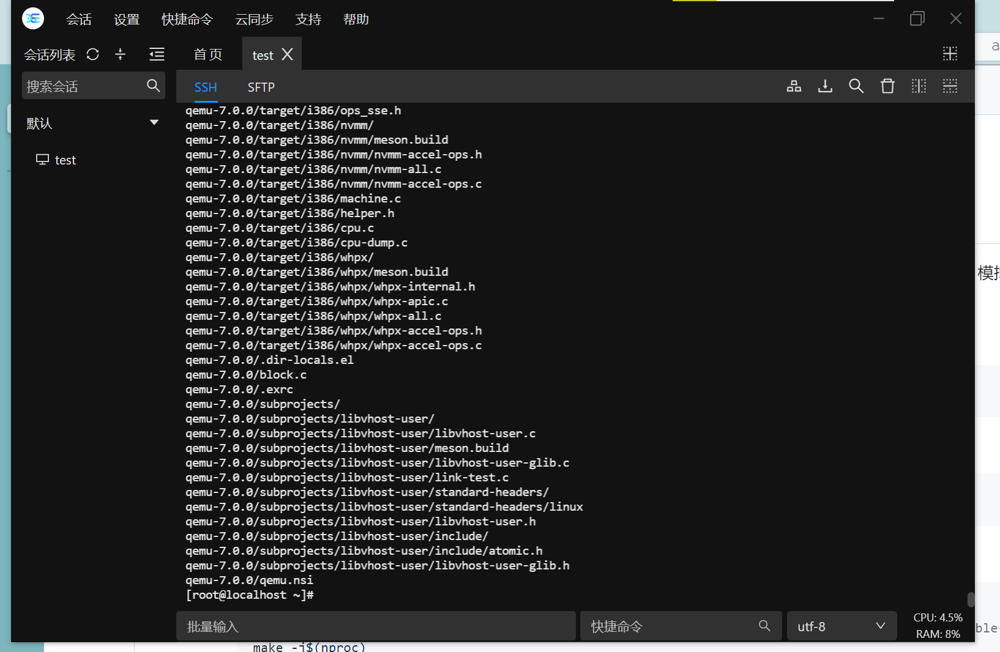 会话 设置 快捷命令 云同步 支持 帮助
会话列表 首页 test
搜索会话 SSH SFTP
默认
test
qemu-7.0.0/target/i386/ops_sse.h
qemu-7.0.0/target/i386/nvmm/
qemu-7.0.0/target/i386/nvmm/meson.build
qemu-7.0.0/target/i386/nvmm/nvmm-accel-ops.h
qemu-7.0.0/target/i386/nvmm/nvmm-all.c
qemu-7.0.0/target/i386/nvmm/nvmm-accel-ops.c
qemu-7.0.0/target/i386/machine.c
qemu-7.0.0/target/i386/helper.h
qemu-7.0.0/target/i386/cpu.c
qemu-7.0.0/target/i386/cpu-dump.c
qemu-7.0.0/target/i386/whpx/
qemu-7.0.0/target/i386/whpx/meson.build
qemu-7.0.0/target/i386/whpx/whpx-internal.h
qemu-7.0.0/target/i386/whpx/whpx-apic.c
qemu-7.0.0/target/i386/whpx/whpx-all.c
qemu-7.0.0/target/i386/whpx/whpx-accel-ops.h
qemu-7.0.0/target/i386/whpx/whpx-accel-ops.c
qemu-7.0.0/.dir-locals.el
qemu-7.0.0/block.c
qemu-7.0.0/.exrc
qemu-7.0.0/subprojects/
qemu-7.0.0/subprojects/libvhost-user/
qemu-7.0.0/subprojects/libvhost-user/libvhost-user.c
qemu-7.0.0/subprojects/libvhost-user/meson.build
qemu-7.0.0/subprojects/libvhost-user/libvhost-user-glib.c
qemu-7.0.0/subprojects/libvhost-user/link-test.c
qemu-7.0.0/subprojects/libvhost-user/standard-headers/
qemu-7.0.0/subprojects/libvhost-user/standard-headers/linux
qemu-7.0.0/subprojects/libvhost-user/libvhost-user.h
qemu-7.0.0/subprojects/libvhost-user/include/
qemu-7.0.0/subprojects/libvhost-user/include/atomic.h
qemu-7.0.0/subprojects/libvhost-user/libvhost-user-glib.h
qemu-7.0.0/qemu.nsi
[root@localhost ~]#
批量输入 快捷命令 utf-8
CPU: 4.5%
RAM: 8%
make -j$(nproc)